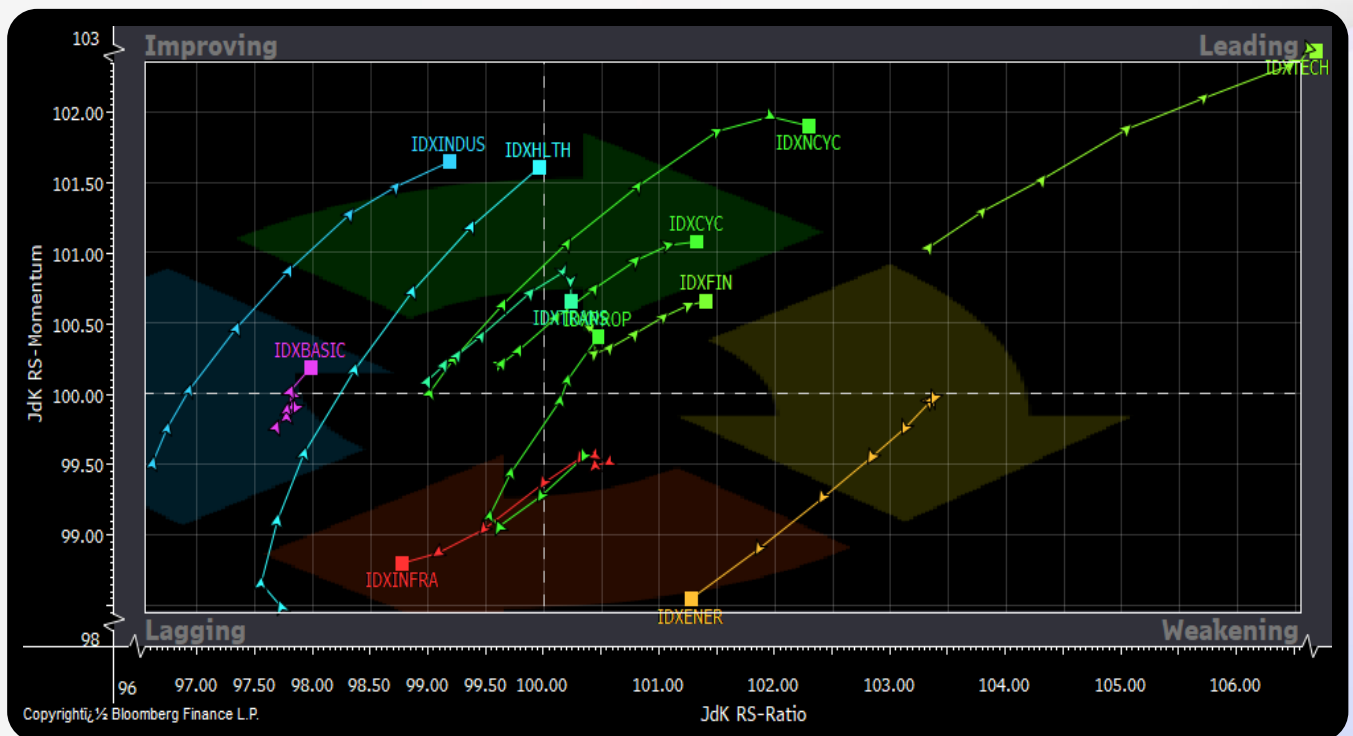 103
Improving
Leading
IDXTECH
102.00
IDXINDUS
IDXHLTH
IDXNCYC
101.50
IDXCYC
101.00
IDXFIN
100.50
IDXTRANS
IDXPROP
IDXBASIC
100.00
JdK RS-Momentum
99.50
99.00
IDXINFRA
IDXENER
98
Lagging
Weakening
96
97.00
97.50
98.00
98.50
99.00
99.50
100.00
101.00
102.00
103.00
104.00
105.00
106.00
Copyright� Bloomberg Finance L.P.
JdK RS-Ratio